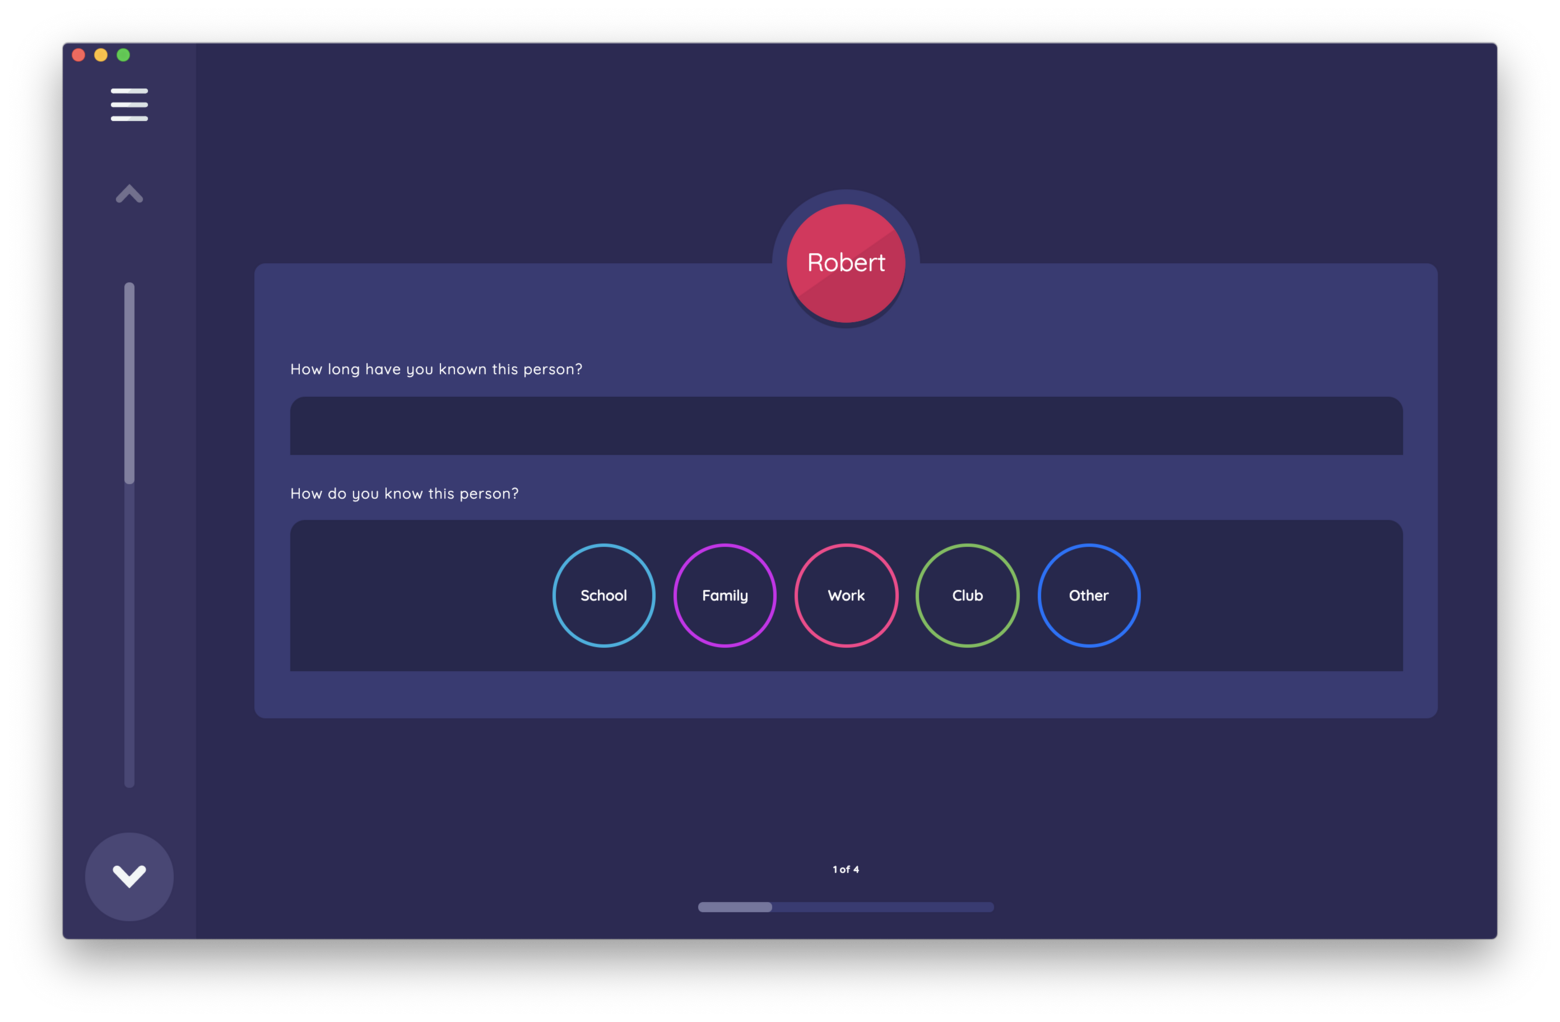 Robert
How long have you known this person?
How do you know this person?
School Family Work Club Other
1 of 4